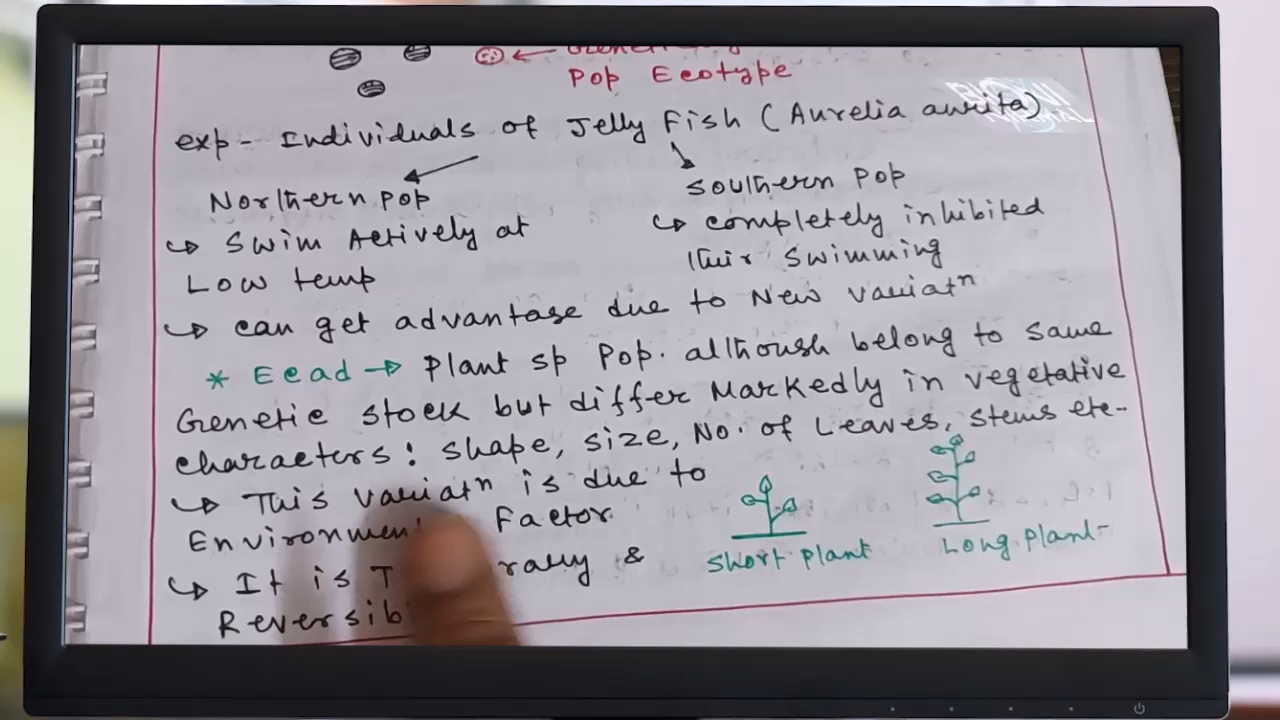 Pop Ecotype
exp - Individuals of Jelly Fish (Aurelia aurita).
Northern pop
Southern pop
↳ Swim Actively at
Low temp
↳ completely inhibited
their swimming
↳ can get advantage due to New variatⁿ
* Ecad → Plant sp Pop. although belong to same
Genetic stock but differ Markedly in vegetative
characters: shape, size, No. of Leaves, stems etc-
↳ This variatⁿ is due to
Environment Factor.
↳ It is &
short plant
Long plant-